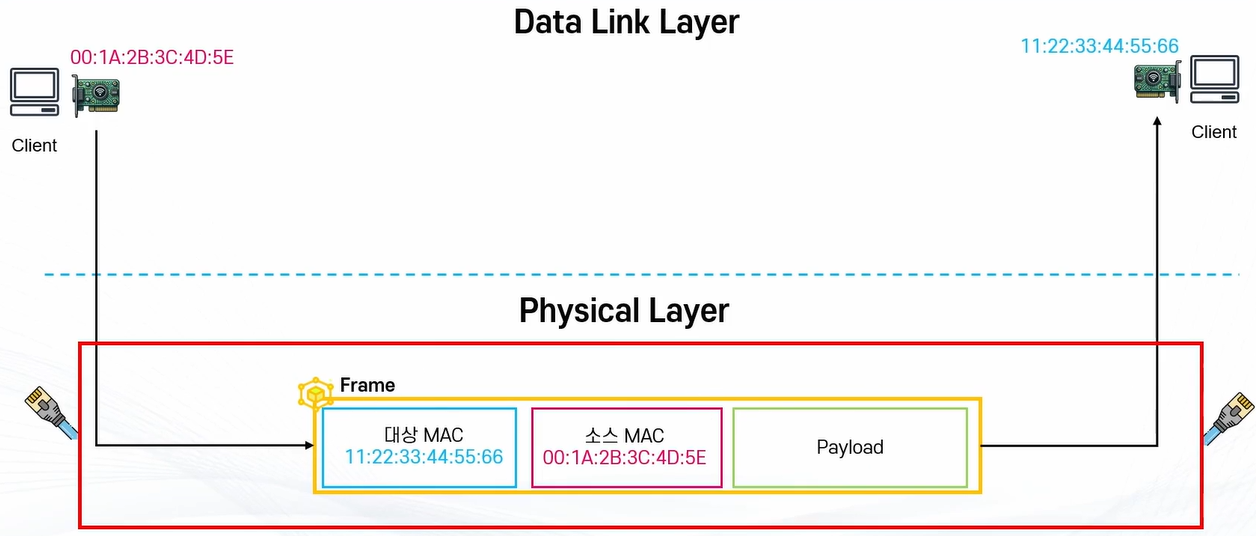 Data Link Layer
00:1A:2B:3C:4D:5E
11:22:33:44:55:66
Client
Client
Physical Layer
Frame
대상 MAC
11:22:33:44:55:66
소스 MAC
00:1A:2B:3C:4D:5E
Payload